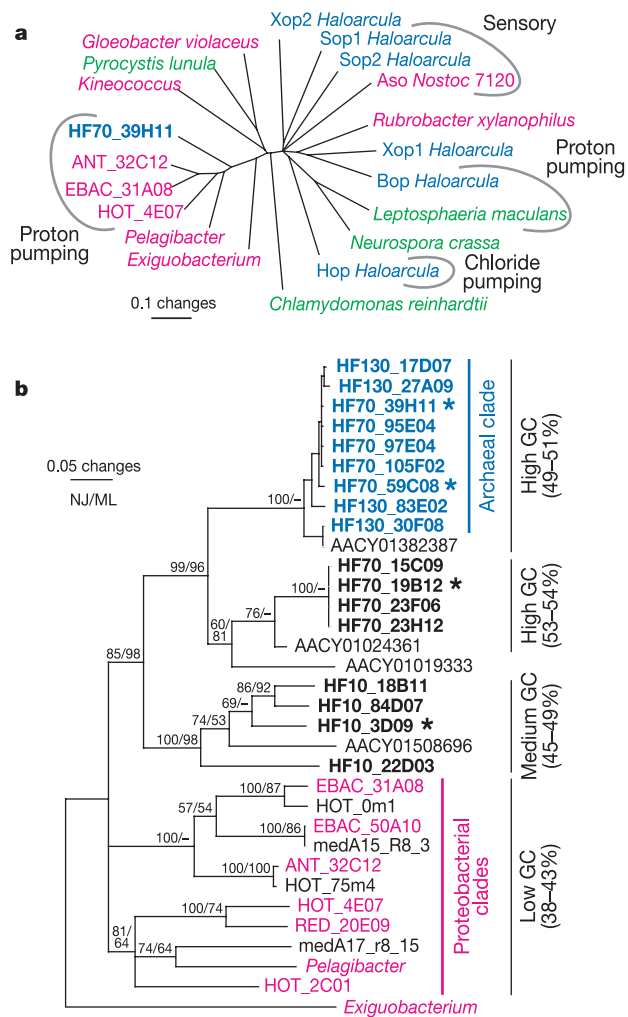 a
Xop2 Haloarcula
Sensory
Sop1 Haloarcula
Gloeobacter violaceus
Sop2 Haloarcula
Pyrocystis lunula
Aso Nostoc 7120
Kineococcus
Rubrobacter xylanophilus
HF70_39H11
Xop1 Haloarcula
Proton
pumping
ANT_32C12
Bop Haloarcula
EBAC_31A08
HOT_4E07
Leptosphaeria maculans
Proton
pumping
Pelagibacter
Neurospora crassa
Exiguobacterium
Hop Haloarcula
Chloride
pumping
0.1 changes
Chlamydomonas reinhardtii
b
HF130_17D07
HF130_27A09
HF70_39H11 *
HF70_95E04
HF70_97E04
HF70_105F02
HF70_59C08 *
HF130_83E02
HF130_30F08
AACY01382387
Archaeal clade
High GC
(49–51%)
0.05 changes
NJ/ML
100/–
99/96
HF70_15C09
HF70_19B12 *
HF70_23F06
HF70_23H12
AACY01024361
AACY01019333
High GC
(53–54%)
100/–
76/–
60/
81
85/98
HF10_18B11
HF10_84D07
HF10_3D09 *
AACY01508696
HF10_22D03
Medium GC
(45–49%)
86/92
69/–
74/53
100/98
EBAC_31A08
HOT_0m1
EBAC_50A10
medA15_R8_3
ANT_32C12
HOT_75m4
HOT_4E07
RED_20E09
medA17_r8_15
Pelagibacter
HOT_2C01
Exiguobacterium
Proteobacterial
clades
Low GC
(38–43%)
100/87
57/54
100/86
100/–
100/100
100/74
81/
64
74/64